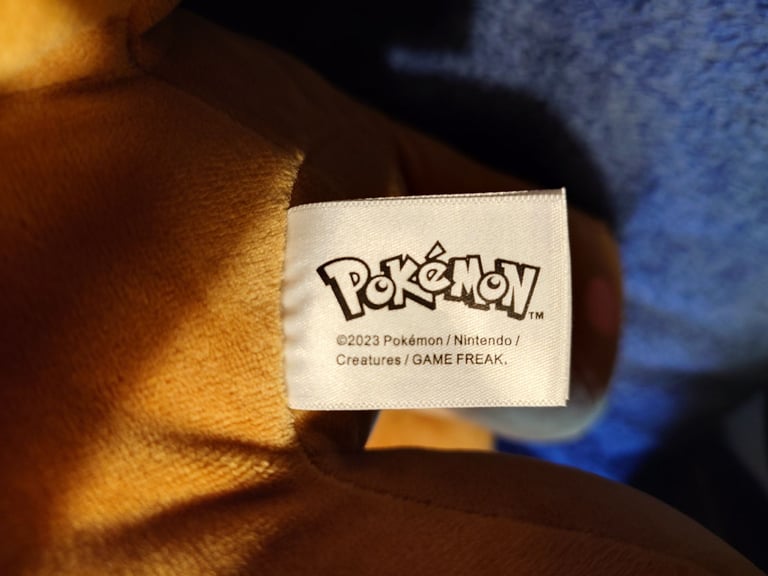 POKéMON™
©2023 Pokémon / Nintendo /
Creatures / GAME FREAK.